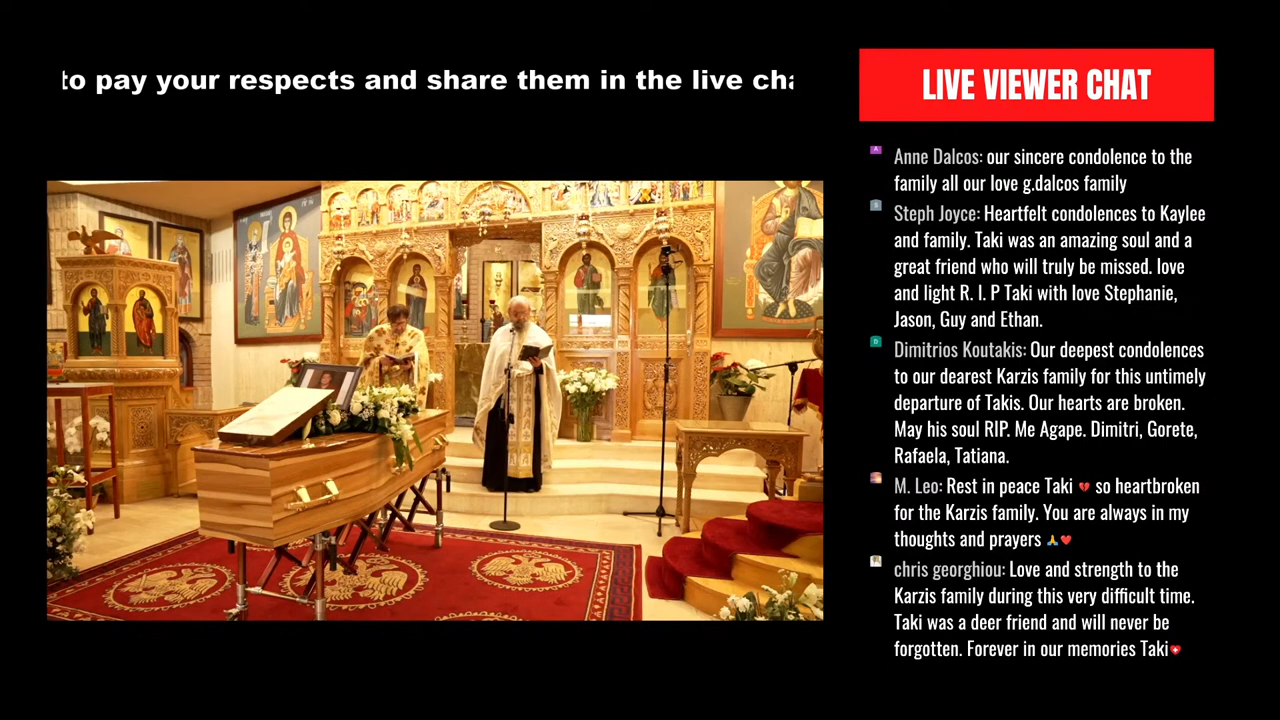 to pay your respects and share them in the live cha
LIVE VIEWER CHAT
Anne Dalcos: our sincere condolence to the
family all our love g.dalcos family
Steph Joyce: Heartfelt condolences to Kaylee
and family. Taki was an amazing soul and a
great friend who will truly be missed. love
and light R. I. P Taki with love Stephanie,
Jason, Guy and Ethan.
Dimitrios Koutakis: Our deepest condolences
to our dearest Karzis family for this untimely
departure of Takis. Our hearts are broken.
May his soul RIP. Me Agape. Dimitri, Gorete,
Rafaela, Tatiana.
M. Leo: Rest in peace Taki 💔 so heartbroken
for the Karzis family. You are always in my
thoughts and prayers 🙏❤️
chris georghiou: Love and strength to the
Karzis family during this very difficult time.
Taki was a deer friend and will never be
forgotten. Forever in our memories Taki